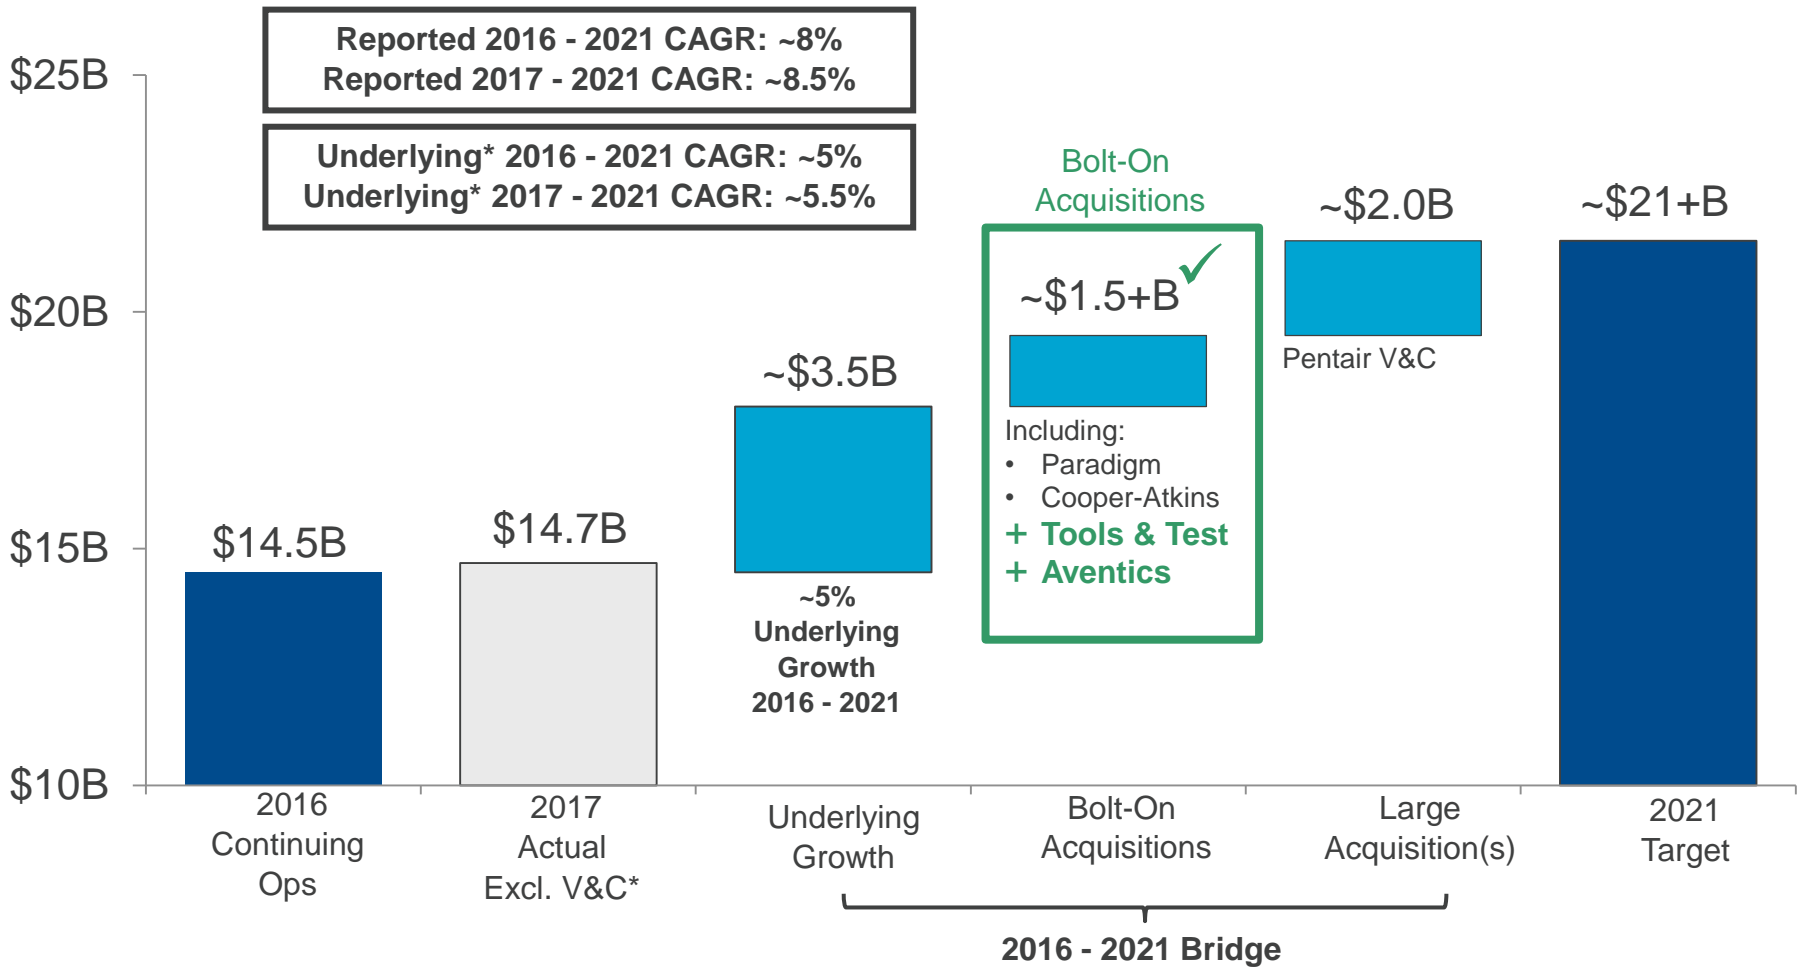 Reported 2016 - 2021 CAGR: ~8%
Reported 2017 - 2021 CAGR: ~8.5%
Underlying* 2016 - 2021 CAGR: ~5%
Underlying* 2017 - 2021 CAGR: ~5.5%
$25B
$20B
$15B
$10B
$14.5B
$14.7B
~$3.5B
~5%
Underlying
Growth
2016 - 2021
Bolt-On
Acquisitions
~$1.5+B
Including:
• Paradigm
• Cooper-Atkins
+ Tools & Test
+ Aventics
~$2.0B
Pentair V&C
~$21+B
2016
Continuing
Ops
2017
Actual
Excl. V&C*
Underlying
Growth
Bolt-On
Acquisitions
Large
Acquisition(s)
2021
Target
2016 - 2021 Bridge